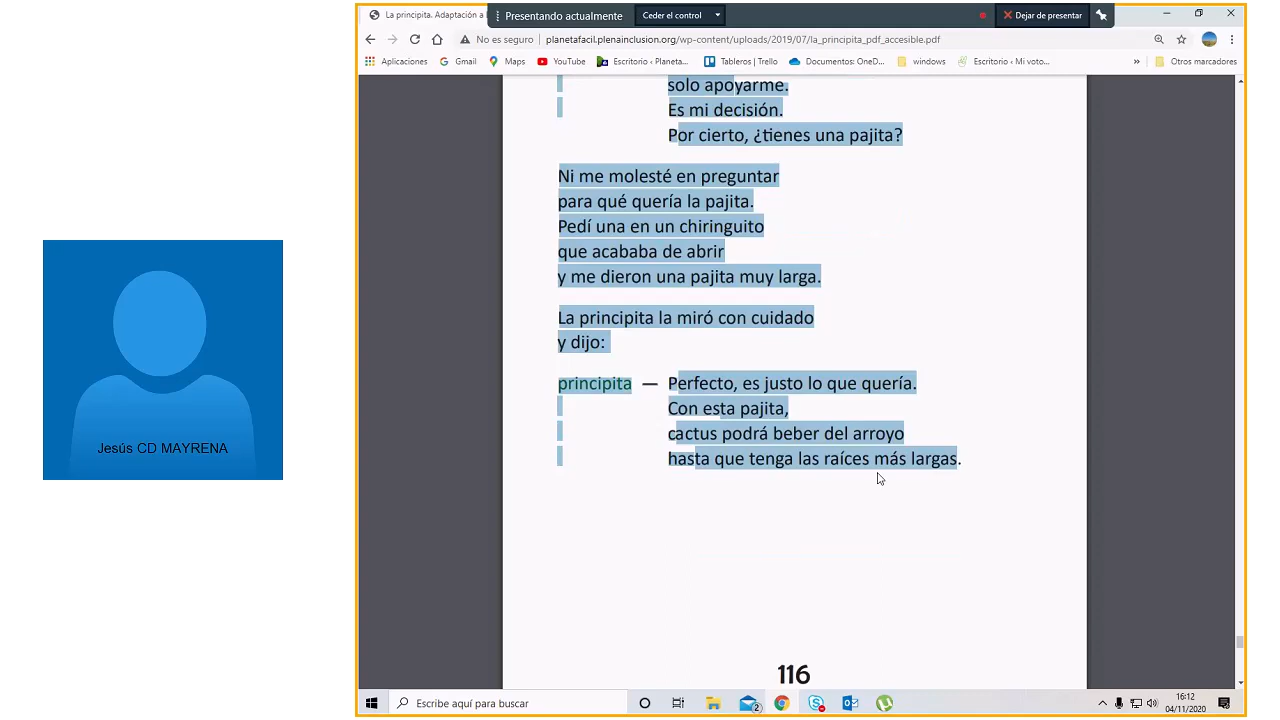 La principita. Adaptación a
Presentando actualmente
Ceder el control
Dejar de presentar
No es seguro
planetafacil.plenainclusion.org/wp-content/uploads/2019/07/la_principita_pdf_accesible.pdf
Aplicaciones
Gmail
Maps
YouTube
Escritorio ‹ Planeta...
Tableros | Trello
Documentos: OneD...
windows
Escritorio ‹ Mi voto...
»
Otros marcadores
solo apoyarme.
Es mi decisión.
Por cierto, ¿tienes una pajita?
Ni me molesté en preguntar
para qué quería la pajita.
Pedí una en un chiringuito
que acababa de abrir
y me dieron una pajita muy larga.
La principita la miró con cuidado
y dijo:
principita — Perfecto, es justo lo que quería.
Con esta pajita,
cactus podrá beber del arroyo
hasta que tenga las raíces más largas.
116
Jesús CD MAYRENA
Escribe aquí para buscar
2
16:12
04/11/2020